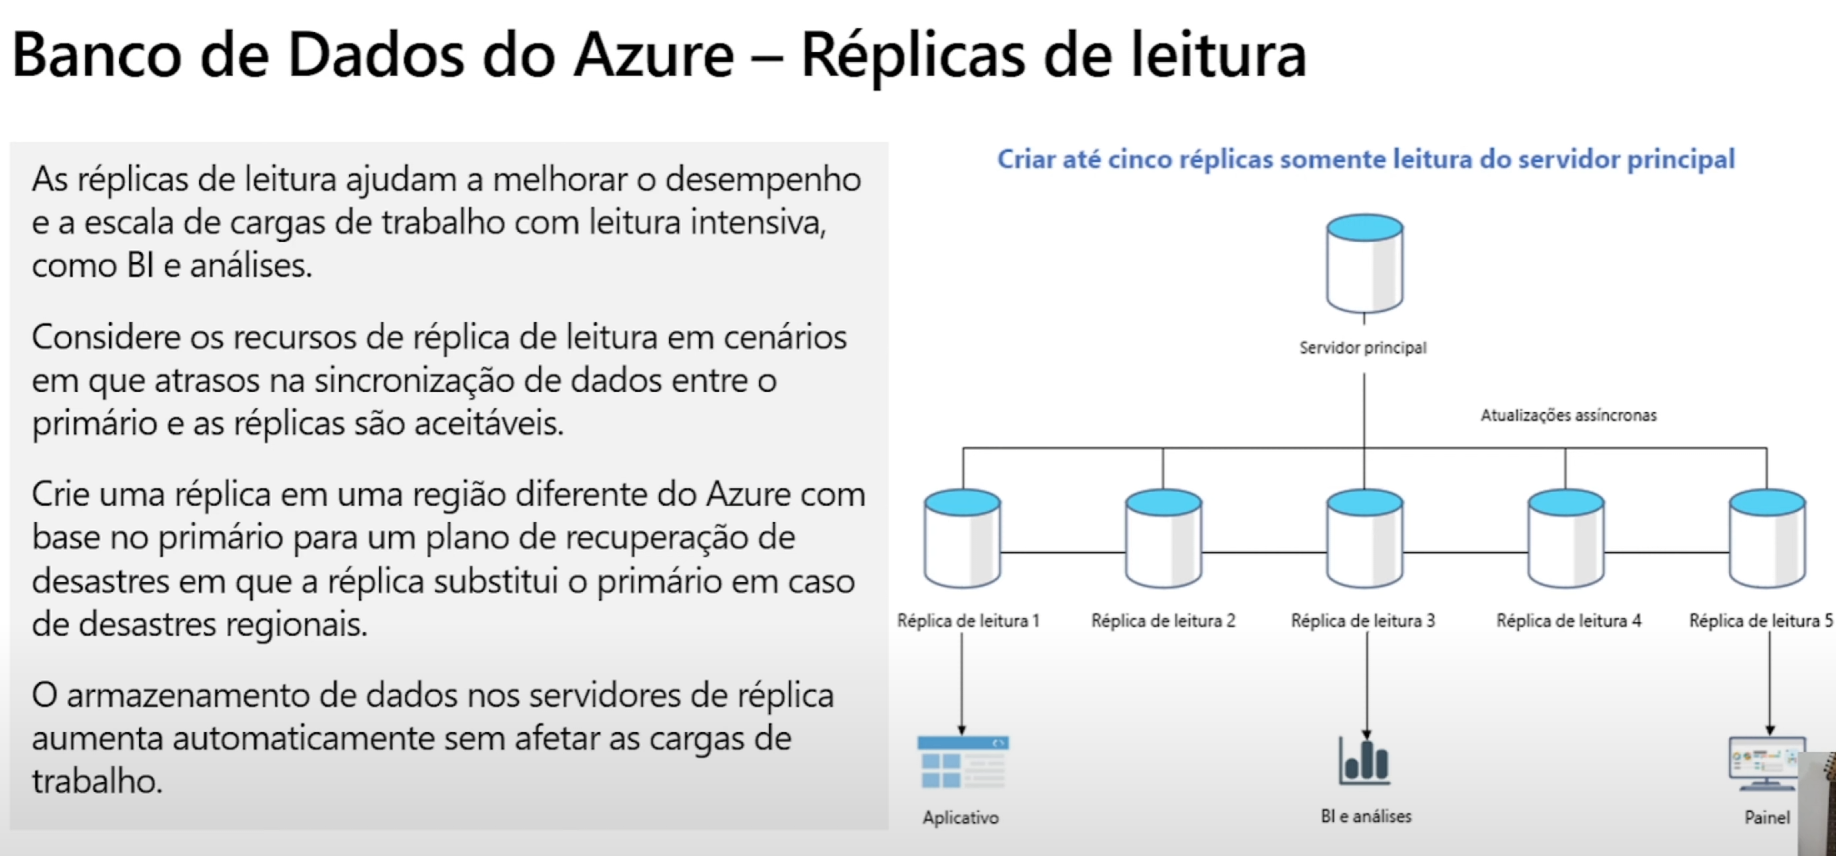 Banco de Dados do Azure – Réplicas de leitura
As réplicas de leitura ajudam a melhorar o desempenho
e a escala de cargas de trabalho com leitura intensiva,
como BI e análises.
Considere os recursos de réplica de leitura em cenários
em que atrasos na sincronização de dados entre o
primário e as réplicas são aceitáveis.
Crie uma réplica em uma região diferente do Azure com
base no primário para um plano de recuperação de
desastres em que a réplica substitui o primário em caso
de desastres regionais.
O armazenamento de dados nos servidores de réplica
aumenta automaticamente sem afetar as cargas de
trabalho.
Criar até cinco réplicas somente leitura do servidor principal
Servidor principal
Atualizações assíncronas
Réplica de leitura 1
Réplica de leitura 2
Réplica de leitura 3
Réplica de leitura 4
Réplica de leitura 5
Aplicativo
BI e análises
Painel